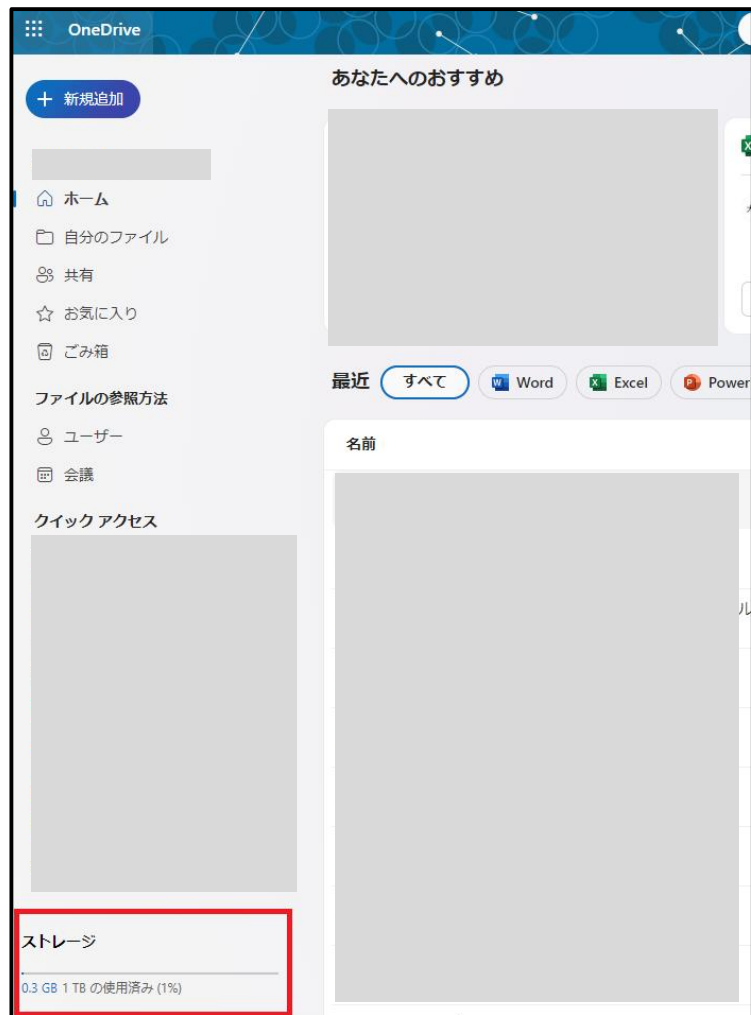 OneDrive
新規追加
ホーム
自分のファイル
共有
お気に入り
ごみ箱
ファイルの参照方法
ユーザー
会議
クイック アクセス
ストレージ
0.3 GB 1 TB の使用済み (1%)
あなたへのおすすめ
最近 すべて Word Excel Power
名前
ル